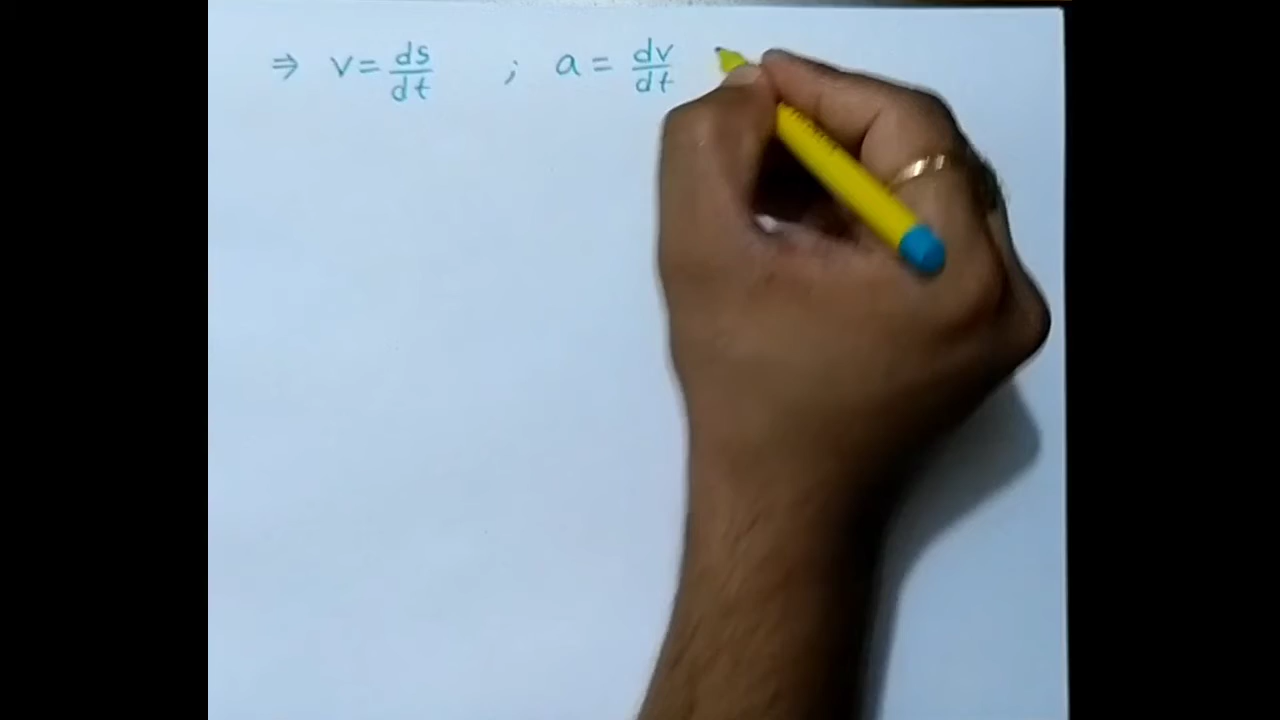 ⇒ v = ds/dt ; a = dv/dt